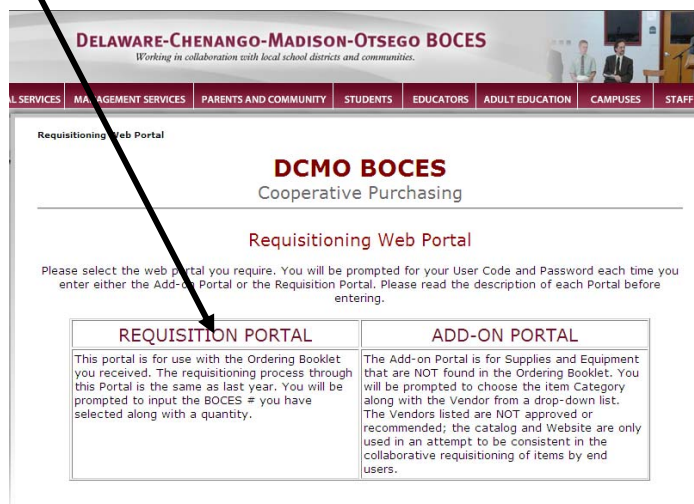 DELAWARE-CHENANGO-MADISON-OTSEGO BOCES
Working in collaboration with local school districts and communities.
SERVICES MANAGEMENT SERVICES PARENTS AND COMMUNITY STUDENTS EDUCATORS ADULT EDUCATION CAMPUSES STAFF
Requisitioning Web Portal
DCMO BOCES
Cooperative Purchasing
Requisitioning Web Portal
Please select the web portal you require. You will be prompted for your User Code and Password each time you
enter either the Add-on Portal or the Requisition Portal. Please read the description of each Portal before
entering.
REQUISITION PORTAL
This portal is for use with the Ordering Booklet
you received. The requisitioning process through
this Portal is the same as last year. You will be
prompted to input the BOCES # you have
selected along with a quantity.
ADD-ON PORTAL
The Add-on Portal is for Supplies and Equipment
that are NOT found in the Ordering Booklet. You
will be prompted to choose the item Category
along with the Vendor from a drop-down list.
The Vendors listed are NOT approved or
recommended; the catalog and Website are only
used in an attempt to be consistent in the
collaborative requisitioning of items by end
users.